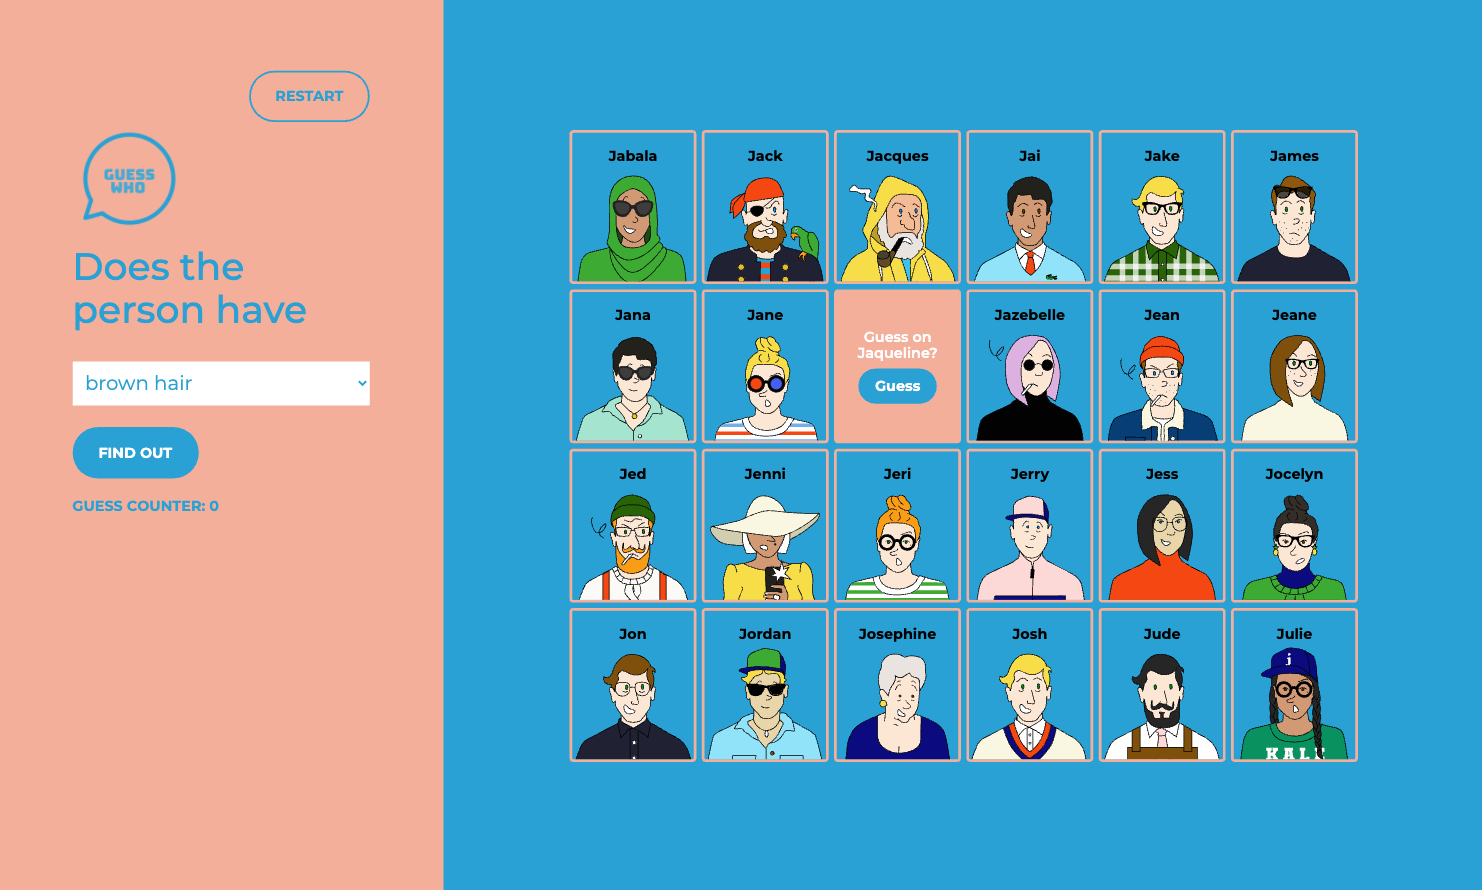 RESTART
GUESS
WHO
Does the
person have
brown hair
FIND OUT
GUESS COUNTER: 0
Jabala
Jack
Jacques
Jai
Jake
James
Jana
Jane
Guess on
Jaqueline?
Guess
Jazebelle
Jean
Jeane
Jed
Jenni
Jeri
Jerry
Jess
Jocelyn
Jon
Jordan
Josephine
Josh
Jude
Julie
j